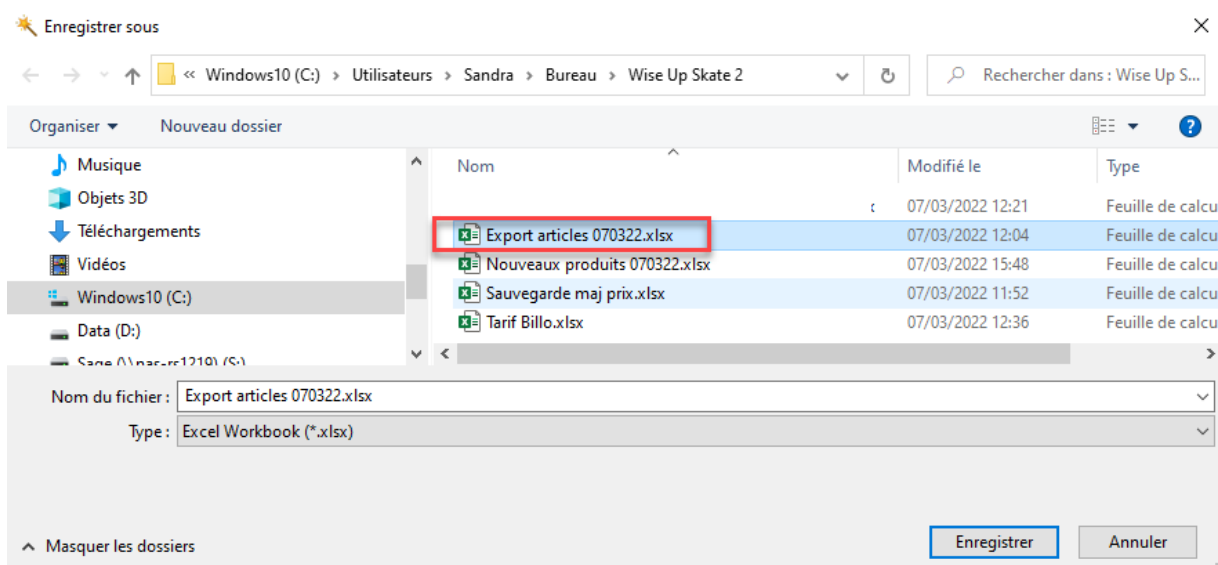 Enregistrer sous
« Windows10 (C:) › Utilisateurs › Sandra › Bureau › Wise Up Skate 2
Rechercher dans : Wise Up S...
Organiser Nouveau dossier
Musique
Objets 3D
Téléchargements
Vidéos
Windows10 (C:)
Data (D:)
Sage (\\nas-rs1219) (S:)
Nom Modifié le Type
07/03/2022 12:21 Feuille de calcu
Export articles 070322.xlsx 07/03/2022 12:04 Feuille de calcu
Nouveaux produits 070322.xlsx 07/03/2022 15:48 Feuille de calcu
Sauvegarde maj prix.xlsx 07/03/2022 11:52 Feuille de calcu
Tarif Billo.xlsx 07/03/2022 12:36 Feuille de calcu
Nom du fichier : Export articles 070322.xlsx
Type : Excel Workbook (*.xlsx)
Masquer les dossiers
Enregistrer Annuler